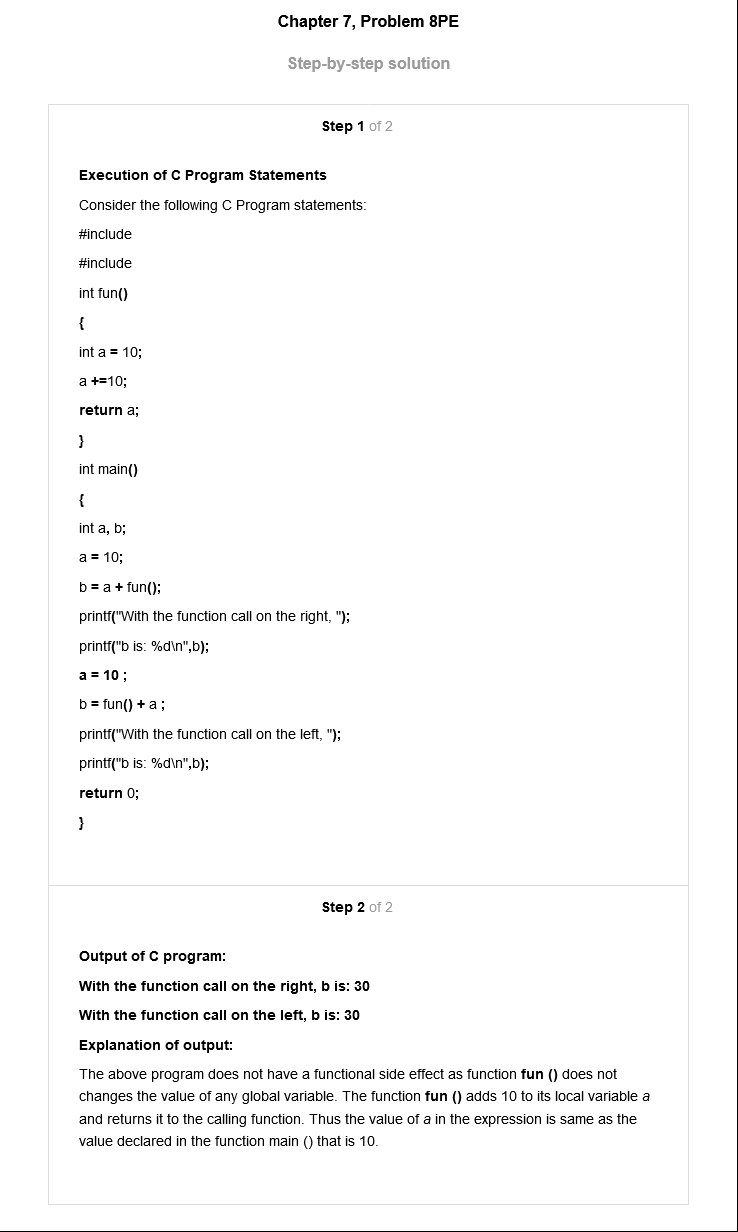 Chapter 7, Problem 8PE
Step-by-step solution
Step 1 of 2
Execution of C Program Statements
Consider the following C Program statements:
#include
#include
int fun()
{
int a = 10;
a +=10;
return a;
}
int main()
{
int a, b;
a = 10;
b = a + fun();
printf("With the function call on the right, ");
printf("b is: %d\n",b);
a = 10 ;
b = fun() + a ;
printf("With the function call on the left, ");
printf("b is: %d\n",b);
return 0;
}
Step 2 of 2
Output of C program:
With the function call on the right, b is: 30
With the function call on the left, b is: 30
Explanation of output:
The above program does not have a functional side effect as function fun () does not
changes the value of any global variable. The function fun () adds 10 to its local variable a
and returns it to the calling function. Thus the value of a in the expression is same as the
value declared in the function main () that is 10.